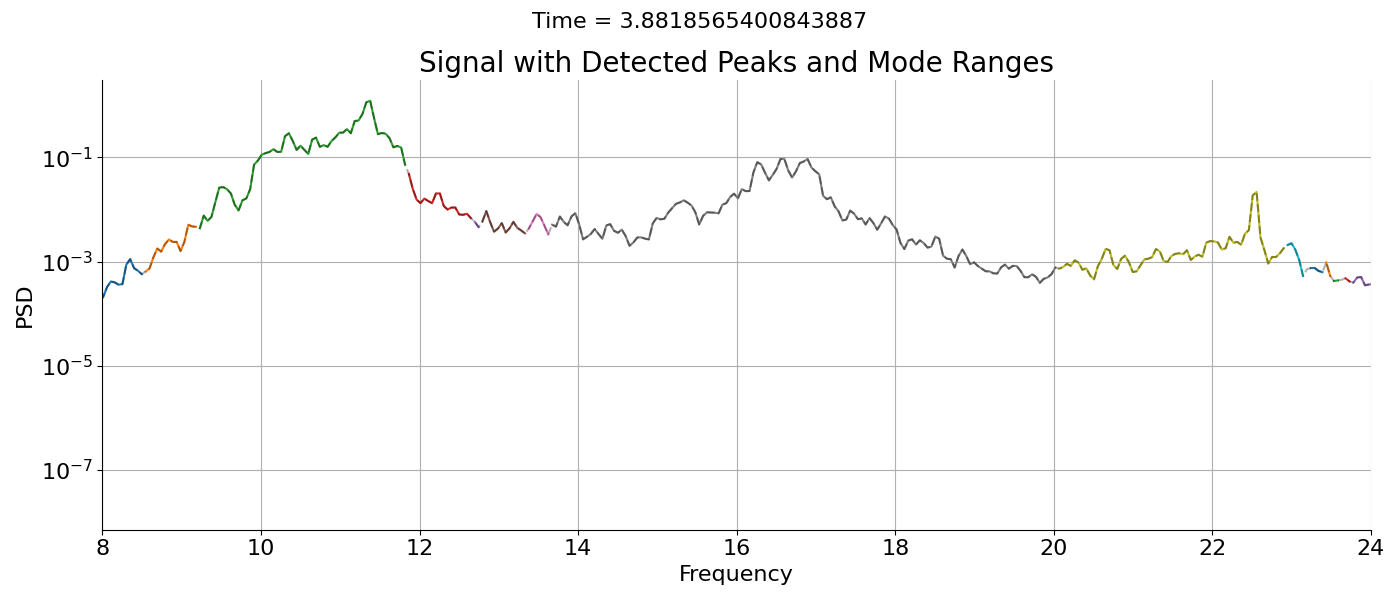 Time = 3.8818565400843887
Signal with Detected Peaks and Mode Ranges
10⁻¹
10⁻³
10⁻⁵
10⁻⁷
PSD
8 10 12 14 16 18 20 22 24
Frequency